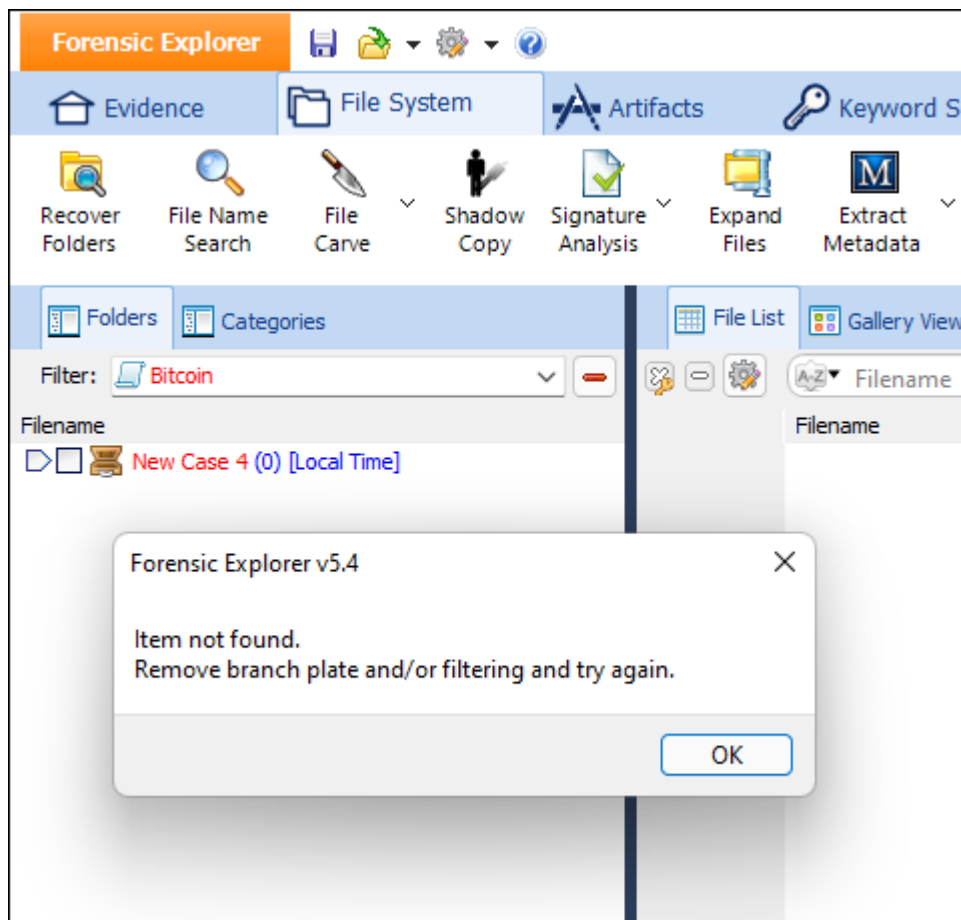 Forensic Explorer
Evidence
File System
Artifacts
Keyword S
Recover
Folders
File Name
Search
File
Carve
Shadow
Copy
Signature
Analysis
Expand
Files
M
Extract
Metadata
Folders
Categories
File List
Gallery View
Filter:
Bitcoin
A-Z
Filename
Filename
Filename
New Case 4 (0) [Local Time]
Forensic Explorer v5.4
Item not found.
Remove branch plate and/or filtering and try again.
OK